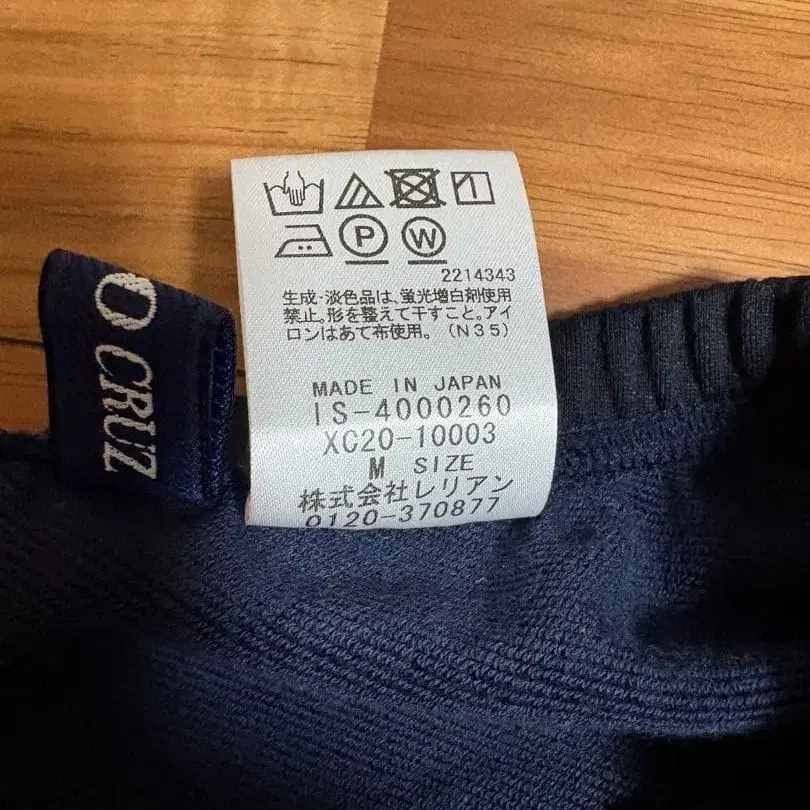 O CRUZ
P W
2214343
生成・淡色品は、蛍光増白剤使用
禁止。形を整えて干すこと。アイ
ロンはあて布使用。(N35)
MADE IN JAPAN
IS-4000260
XC20-10003
M SIZE
株式会社レリアン
0120-370877